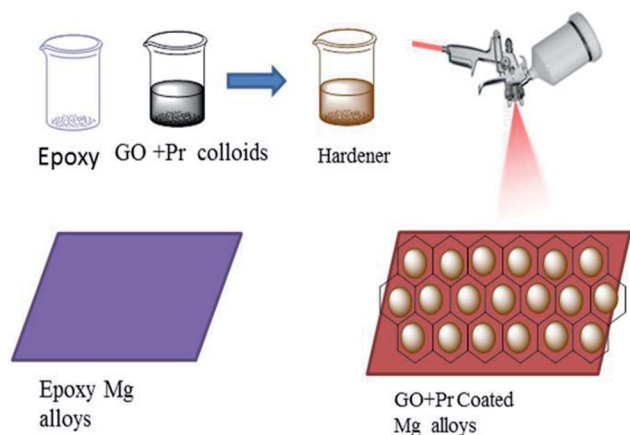 Epoxy
GO +Pr colloids
Hardener
Epoxy Mg
alloys
GO+Pr Coated
Mg alloys